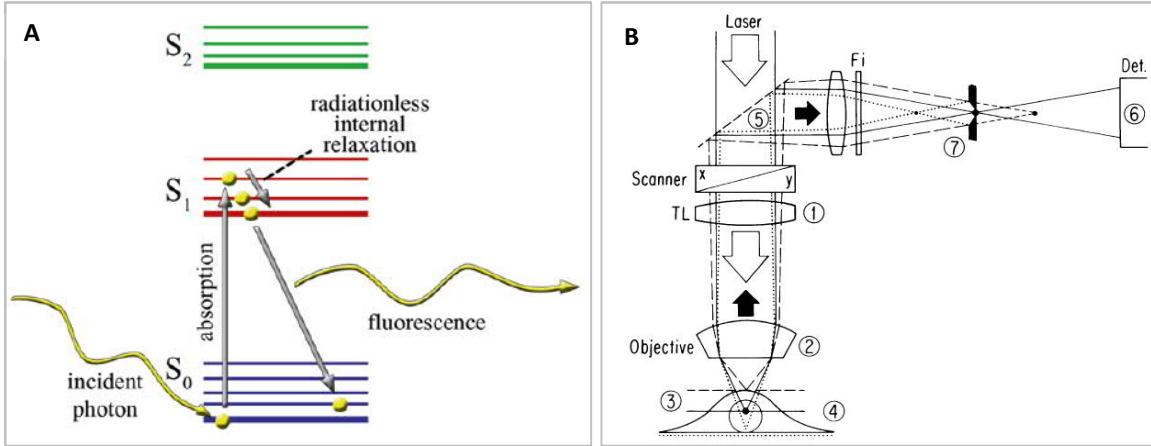 A
S2
radiationless
internal
relaxation
S1
absorption
fluorescence
S0
incident
photon
B
Laser
Fi
Det.
⑤
⑥
⑦
Scanner
x
y
TL
①
Objective
②
③
④